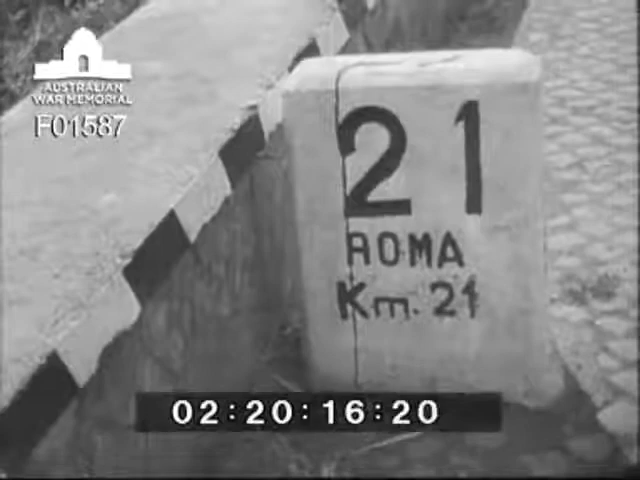 AUSTRALIAN
WAR MEMORIAL
F01587
21
ROMA
Km. 21
02:20:16:20